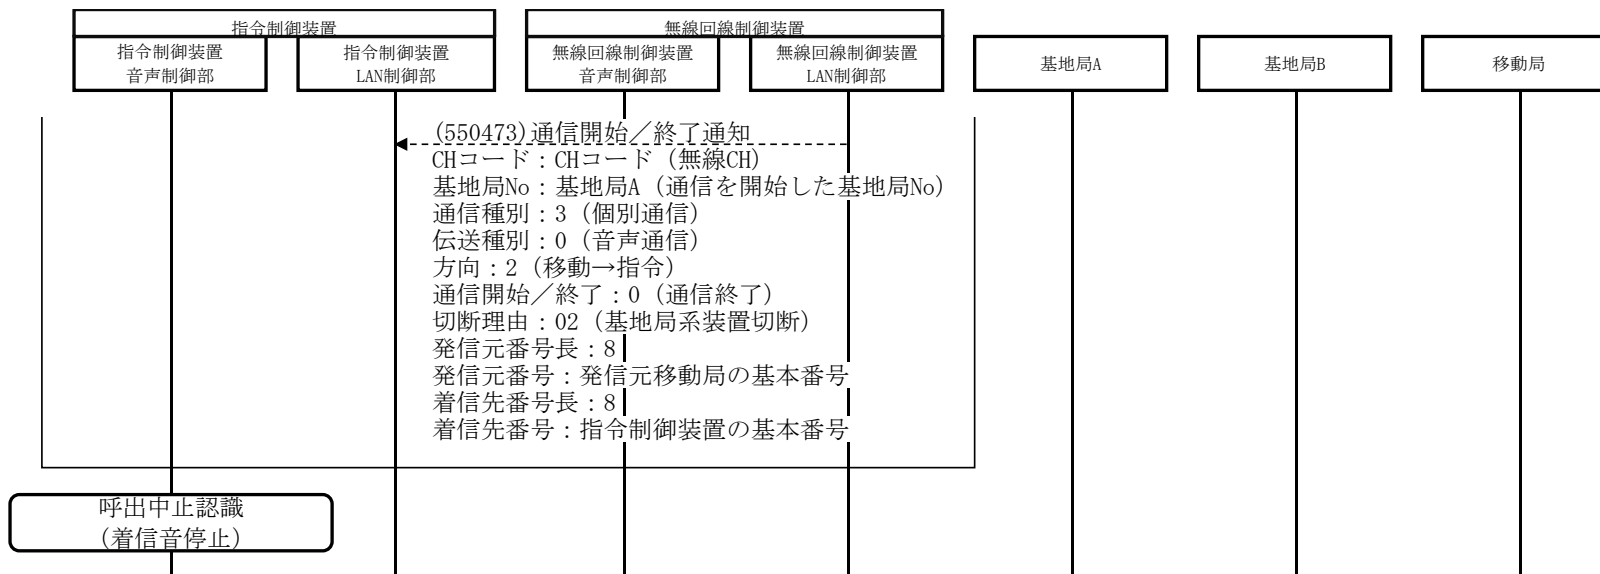 指令制御装置
無線回線制御装置
指令制御装置
音声制御部
指令制御装置
LAN制御部
無線回線制御装置
音声制御部
無線回線制御装置
LAN制御部
基地局A
基地局B
移動局
(550473)通信開始／終了通知
CHコード：CHコード（無線CH）
基地局No：基地局A（通信を開始した基地局No）
通信種別：3（個別通信）
伝送種別：0（音声通信）
方向：2（移動→指令）
通信開始／終了：0（通信終了）
切断理由：02（基地局系装置切断）
発信元番号長：8
発信元番号：発信元移動局の基本番号
着信先番号長：8
着信先番号：指令制御装置の基本番号
呼出中止認識
（着信音停止）